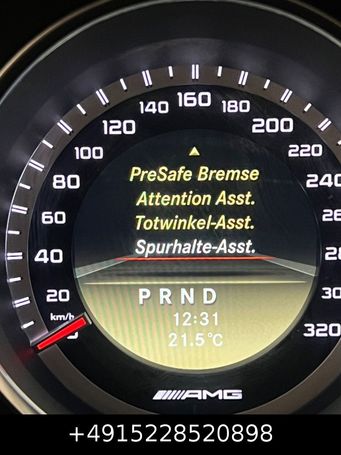 140 160 180
120 200
100 220
80 240
60
40
20
km/h
320
PreSafe Bremse
Attention Asst.
Totwinkel-Asst.
Spurhalte-Asst.
P R N D
12:31
21.5°C
AMG
+4915228520898